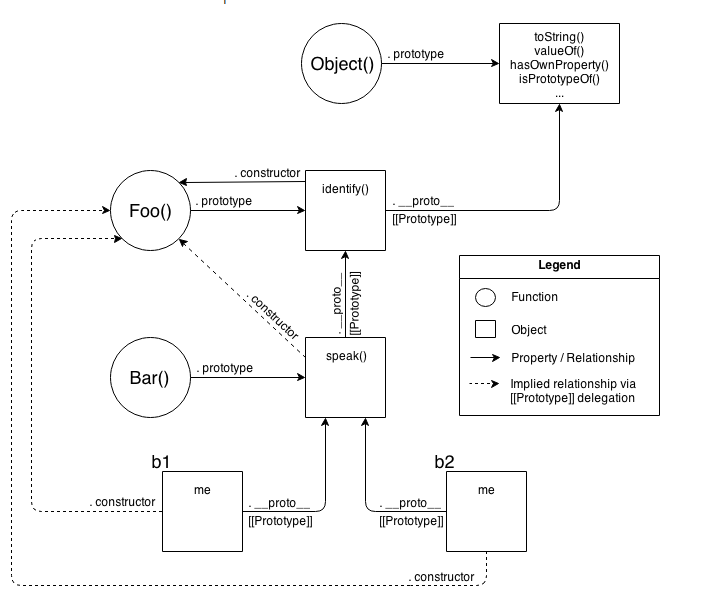 Object()
. prototype
toString()
valueOf()
hasOwnProperty()
isPrototypeOf()
...
. constructor
Foo()
. prototype
identify()
. __proto__
[[Prototype]]
. __proto__
[[Prototype]]
. constructor
Legend
Function
Object
Property / Relationship
Implied relationship via
[[Prototype]] delegation
Bar()
. prototype
speak()
b1
me
. constructor
. __proto__
[[Prototype]]
b2
me
. __proto__
[[Prototype]]
. constructor